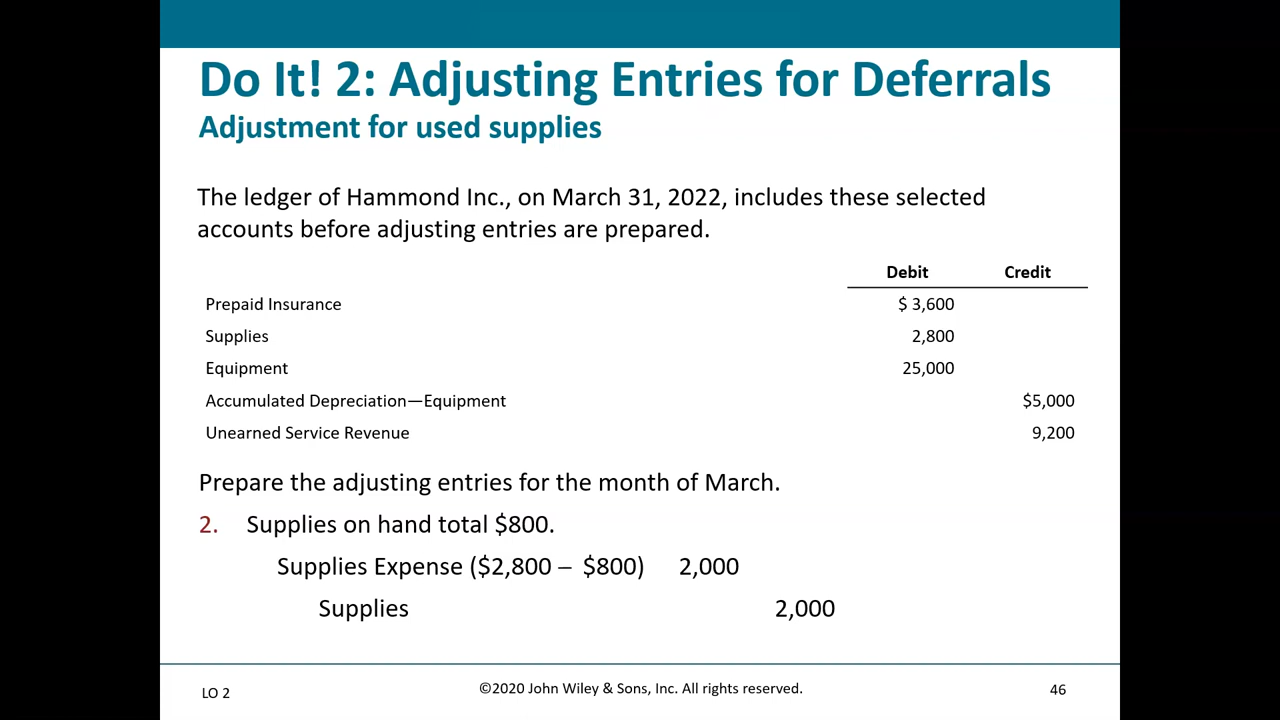 Do It! 2: Adjusting Entries for Deferrals
Adjustment for used supplies
The ledger of Hammond Inc., on March 31, 2022, includes these selected
accounts before adjusting entries are prepared.
Debit Credit
Prepaid Insurance $ 3,600
Supplies 2,800
Equipment 25,000
Accumulated Depreciation—Equipment $5,000
Unearned Service Revenue 9,200
Prepare the adjusting entries for the month of March.
2. Supplies on hand total $800.
Supplies Expense ($2,800 – $800) 2,000
Supplies 2,000
LO 2 ©2020 John Wiley & Sons, Inc. All rights reserved. 46